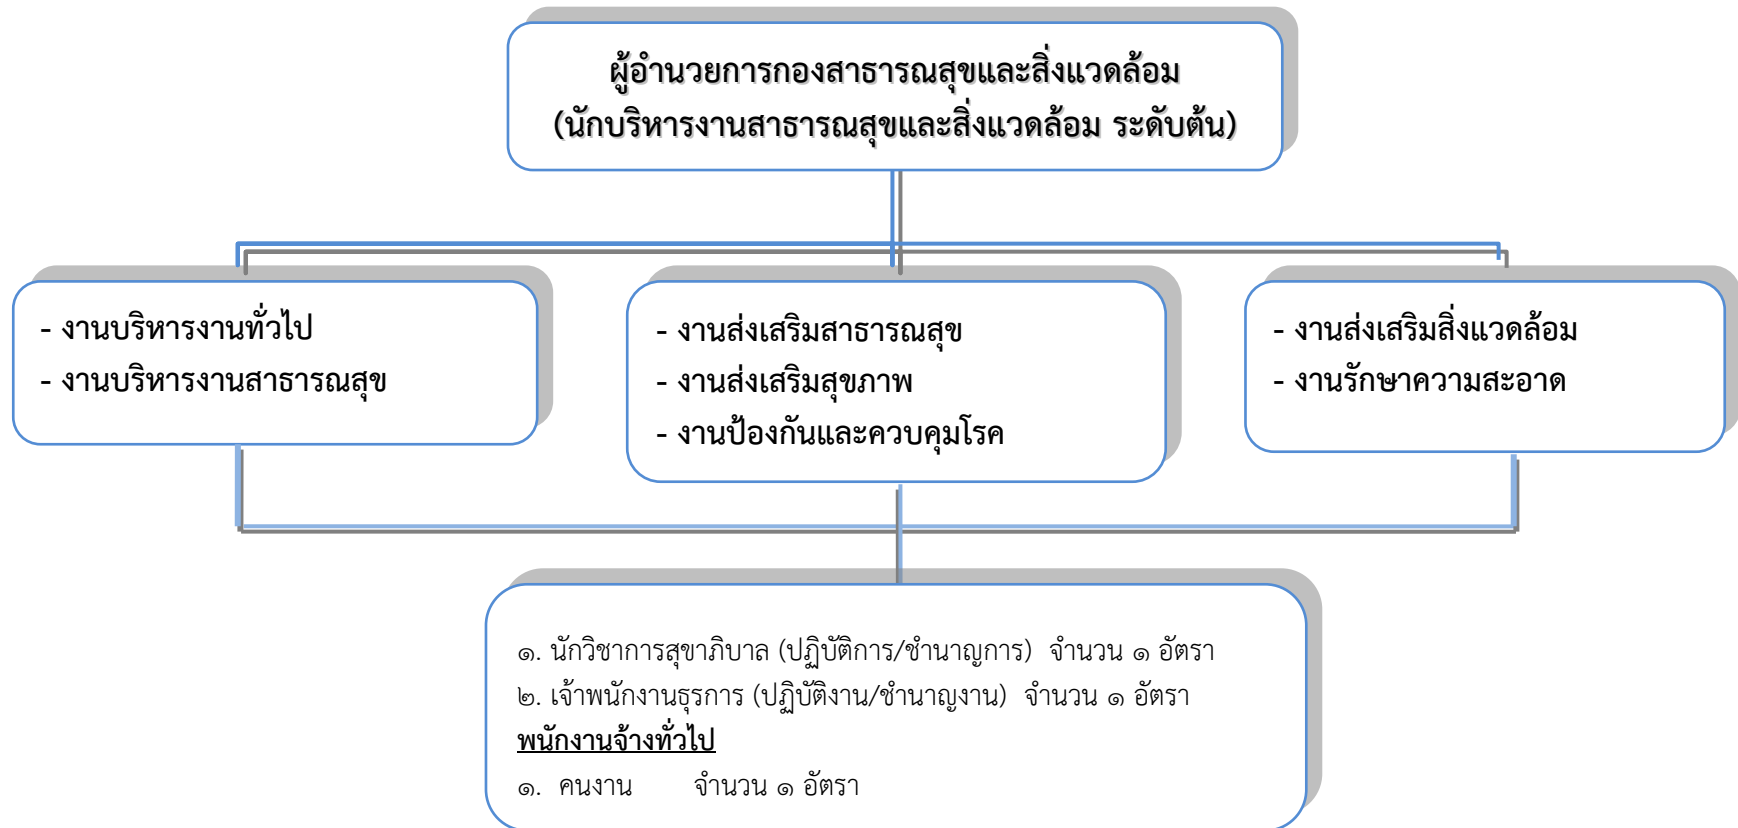 ผู้อำนวยการกองสาธารณสุขและสิ่งแวดล้อม
(นักบริหารงานสาธารณสุขและสิ่งแวดล้อม ระดับต้น)
- งานบริหารงานทั่วไป
- งานบริหารงานสาธารณสุข
- งานส่งเสริมสาธารณสุข
- งานส่งเสริมสุขภาพ
- งานป้องกันและควบคุมโรค
- งานส่งเสริมสิ่งแวดล้อม
- งานรักษาความสะอาด
๑. นักวิชาการสุขาภิบาล (ปฏิบัติการ/ชำนาญการ) จำนวน ๑ อัตรา
๒. เจ้าพนักงานธุรการ (ปฏิบัติงาน/ชำนาญงาน) จำนวน ๑ อัตรา
พนักงานจ้างทั่วไป
๑. คนงาน จำนวน ๑ อัตรา